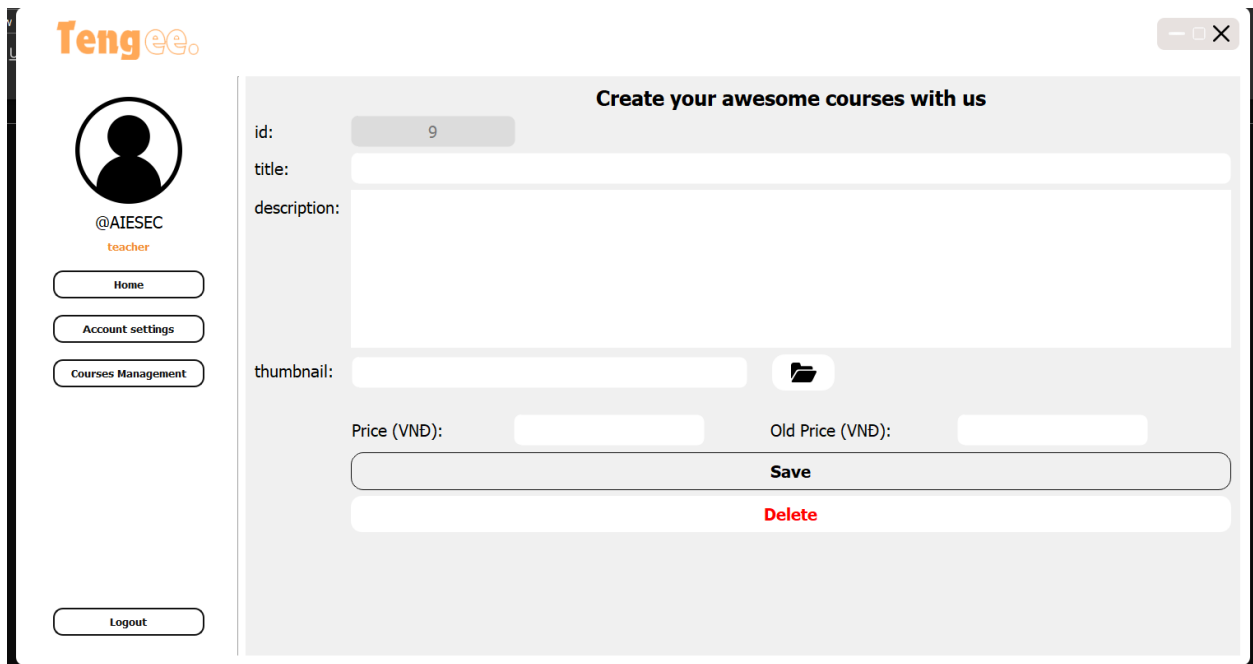 Tengee.
@AIESEC
teacher
Home
Account settings
Courses Management
Logout
Create your awesome courses with us
id: 9
title:
description:
thumbnail:
Price (VNĐ): Old Price (VNĐ):
Save
Delete